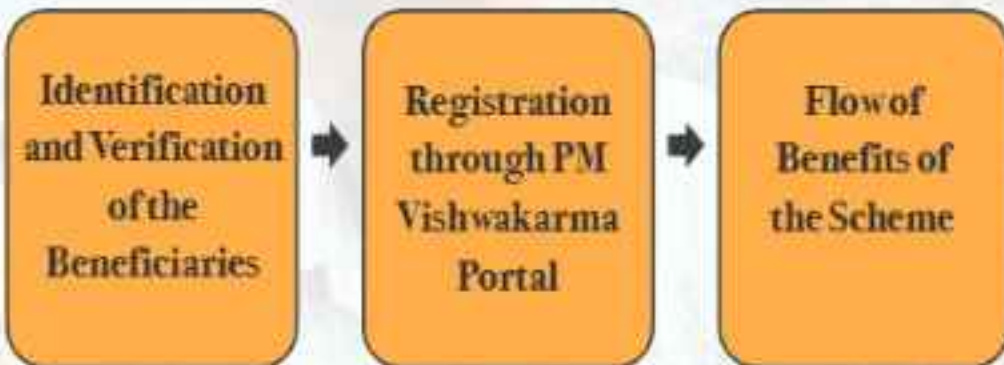 Identification
and Verification
of the
Beneficiaries
Registration
through PM
Vishwakarma
Portal
Flow of
Benefits of
the Scheme